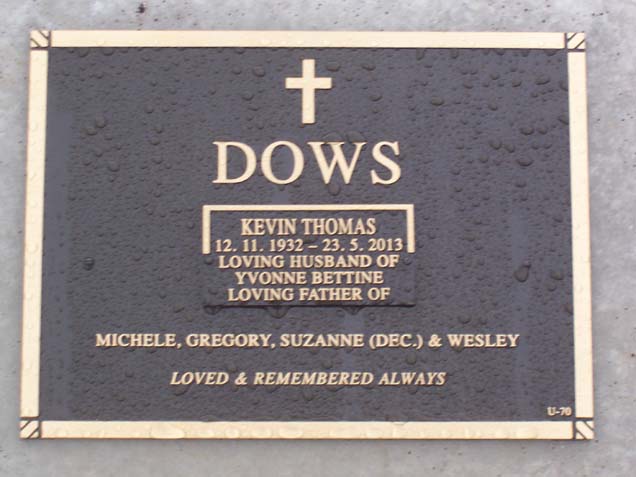 DOWS
KEVIN THOMAS
12. 11. 1932 – 23. 5. 2013
LOVING HUSBAND OF
YVONNE BETTINE
LOVING FATHER OF
MICHELE, GREGORY, SUZANNE (DEC.) & WESLEY
LOVED & REMEMBERED ALWAYS
U-70